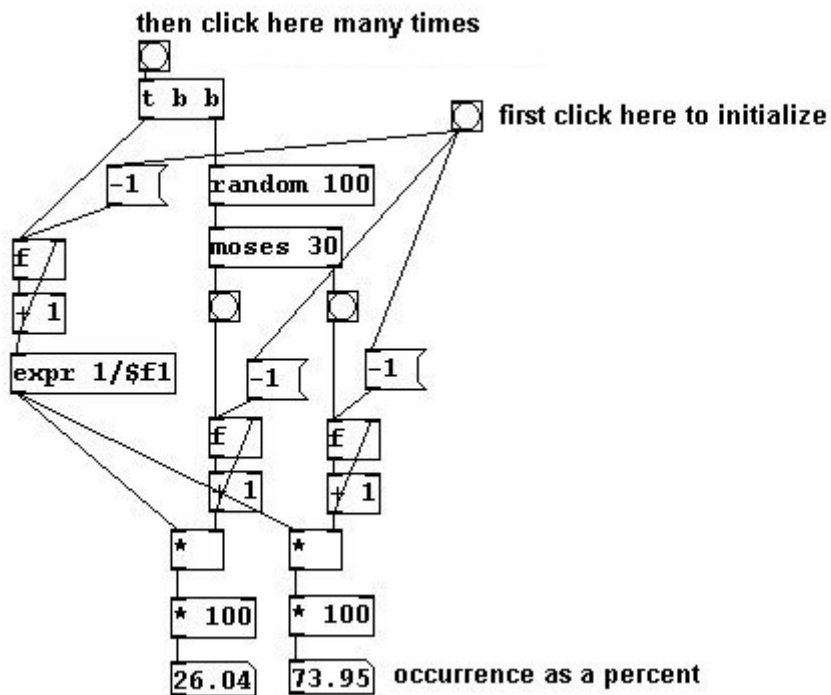 then click here many times
t b b
first click here to initialize
-1
random 100
f
moses 30
+ 1
expr 1/$f1
-1
-1
f
f
+ 1
+ 1
*
*
* 100
* 100
26.04
73.95
occurrence as a percent